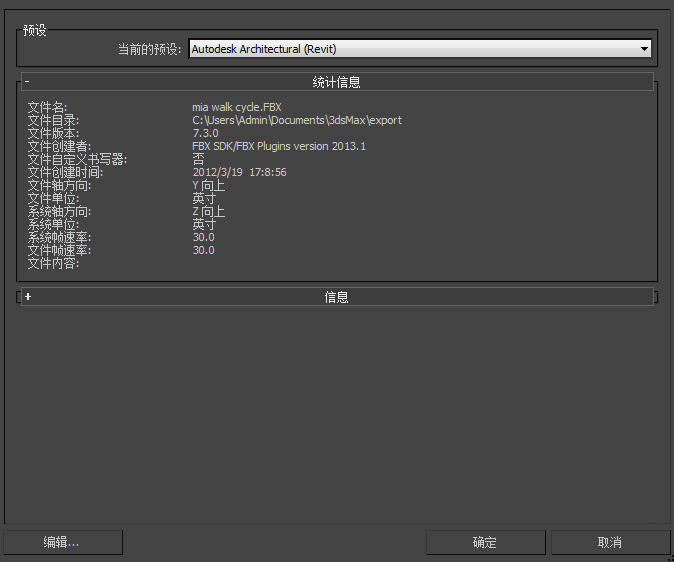 预设
当前的预设: Autodesk Architectural (Revit)
- 统计信息
文件名: mia walk cycle.FBX
文件目录: C:\Users\Admin\Documents\3dsMax\export
文件版本: 7.3.0
文件创建者: FBX SDK/FBX Plugins version 2013.1
文件自定义书写器: 否
文件创建时间: 2012/3/19 17:8:56
文件轴方向: Y 向上
文件单位: 英寸
系统轴方向: Z 向上
系统单位: 英寸
系统帧速率: 30.0
文件帧速率: 30.0
文件内容:
+ 信息
编辑... 确定 取消